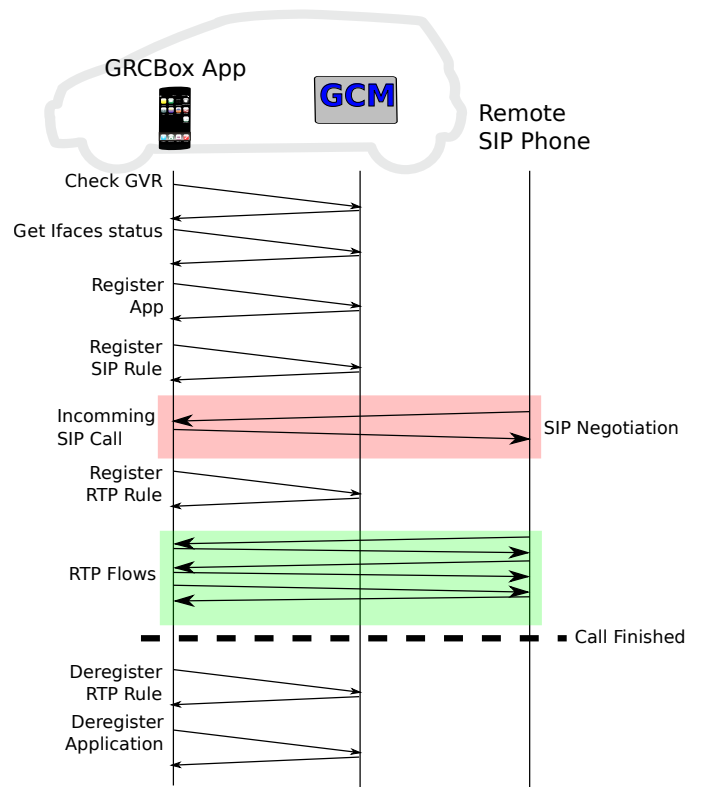 GRCBox App
GCM
Remote
SIP Phone
Check GVR
Get Ifaces status
Register
App
Register
SIP Rule
Incomming
SIP Call
SIP Negotiation
Register
RTP Rule
RTP Flows
Call Finished
Deregister
RTP Rule
Deregister
Application